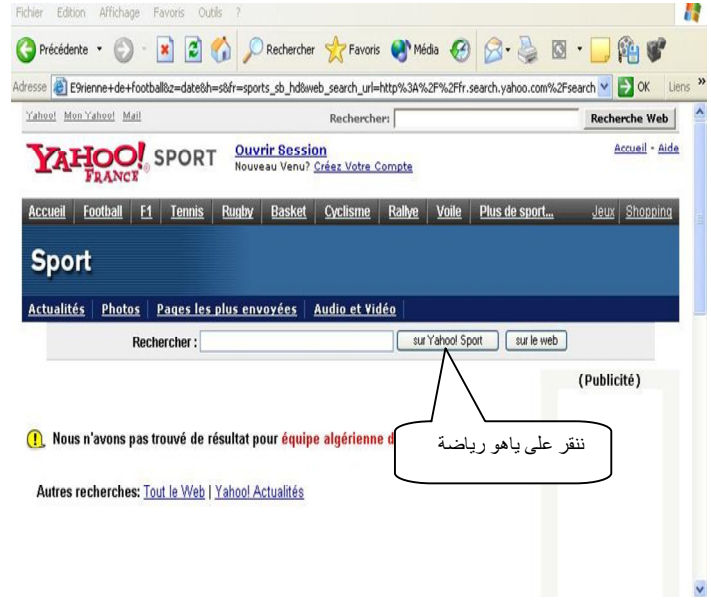 Fichier Edition Affichage Favoris Outils ?
Précédente Rechercher Favoris Média
Adresse E9rienne+de+football&z=date&h=s&fr=sports_sb_hd&web_search_url=http%3A%2F%2Ffr.search.yahoo.com%2Fsearch OK Liens »
Yahoo! Mon Yahoo! Mail Rechercher: Recherche Web
YAHOO! FRANCE SPORT Ouvrir Session Accueil - Aide
Nouveau Venu? Créez Votre Compte
Accueil Football F1 Tennis Rugby Basket Cyclisme Rallye Voile Plus de sport... Jeux Shopping
Sport
Actualités Photos Pages les plus envoyées Audio et Vidéo
Rechercher : sur Yahoo! Sport sur le web
(Publicité)
Nous n'avons pas trouvé de résultat pour équipe algérienne d
ننقر على ياهو رياضة
Autres recherches: Tout le Web | Yahoo! Actualités